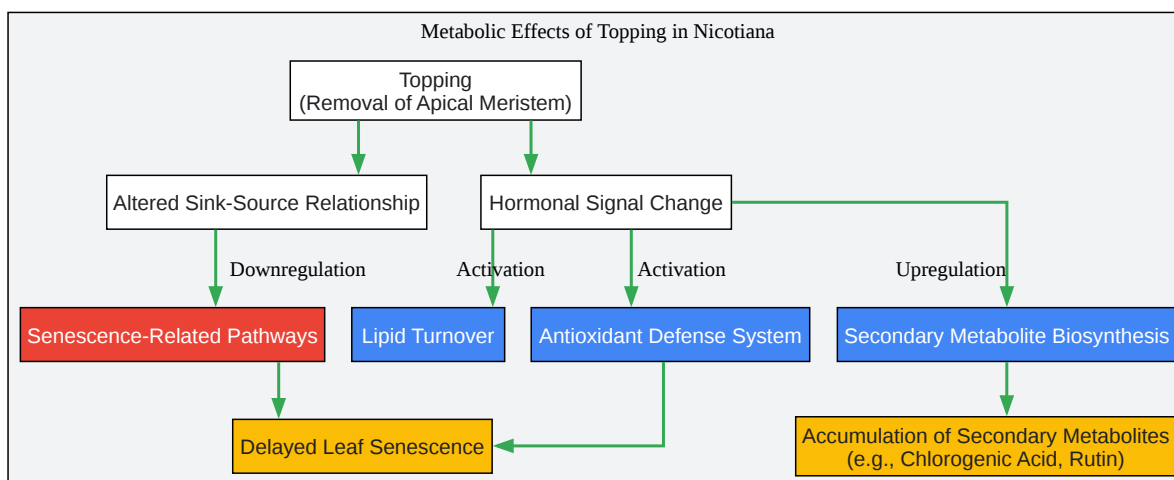 Metabolic Effects of Topping in Nicotiana
Topping
(Removal of Apical Meristem)
Altered Sink-Source Relationship
Hormonal Signal Change
Downregulation
Activation
Activation
Upregulation
Senescence-Related Pathways
Lipid Turnover
Antioxidant Defense System
Secondary Metabolite Biosynthesis
Delayed Leaf Senescence
Accumulation of Secondary Metabolites
(e.g., Chlorogenic Acid, Rutin)